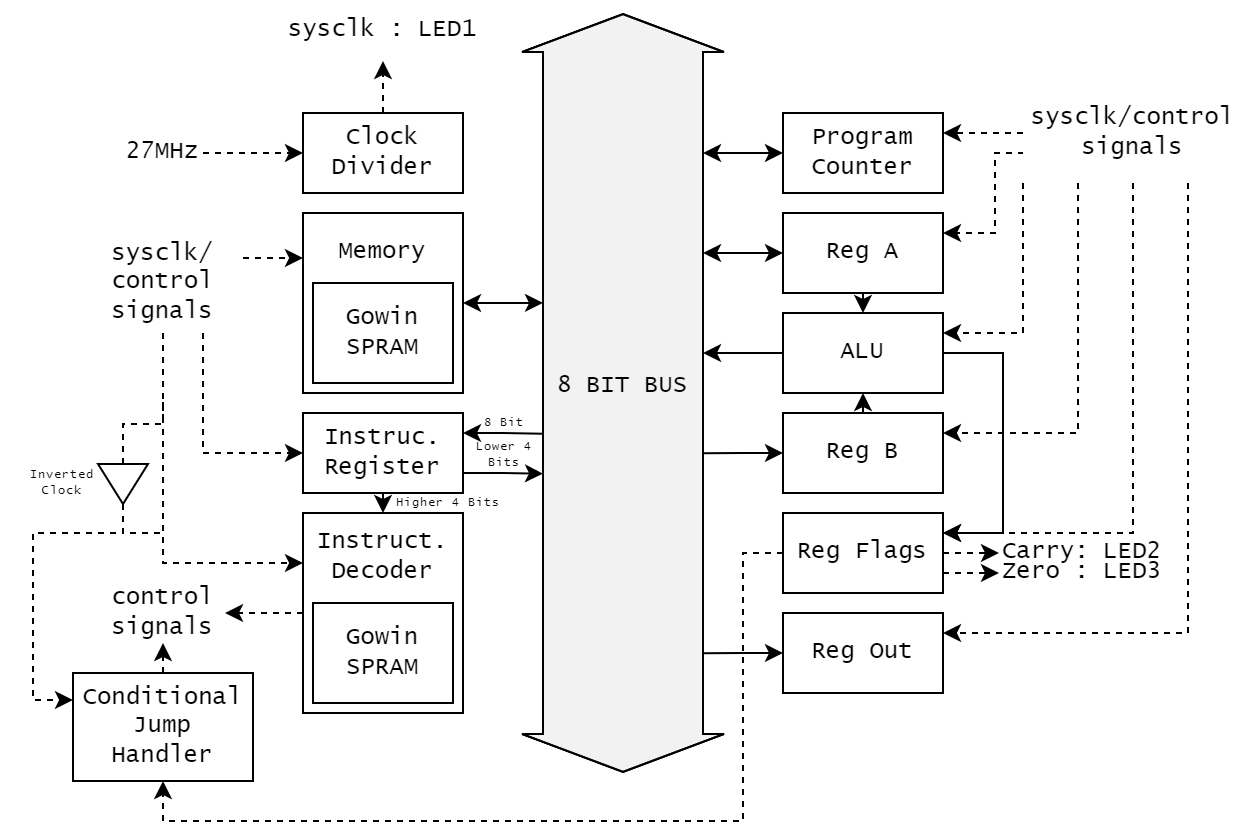 sysclk : LED1
27MHz
Clock
Divider
sysclk/
control
signals
Memory
Gowin
SPRAM
Instruc.
Register
8 Bit
Lower 4
Bits
Higher 4 Bits
Inverted
Clock
Instruct.
Decoder
Gowin
SPRAM
control
signals
Conditional
Jump
Handler
8 BIT BUS
Program
Counter
sysclk/control
signals
Reg A
ALU
Reg B
Reg Flags
Carry: LED2
Zero : LED3
Reg Out